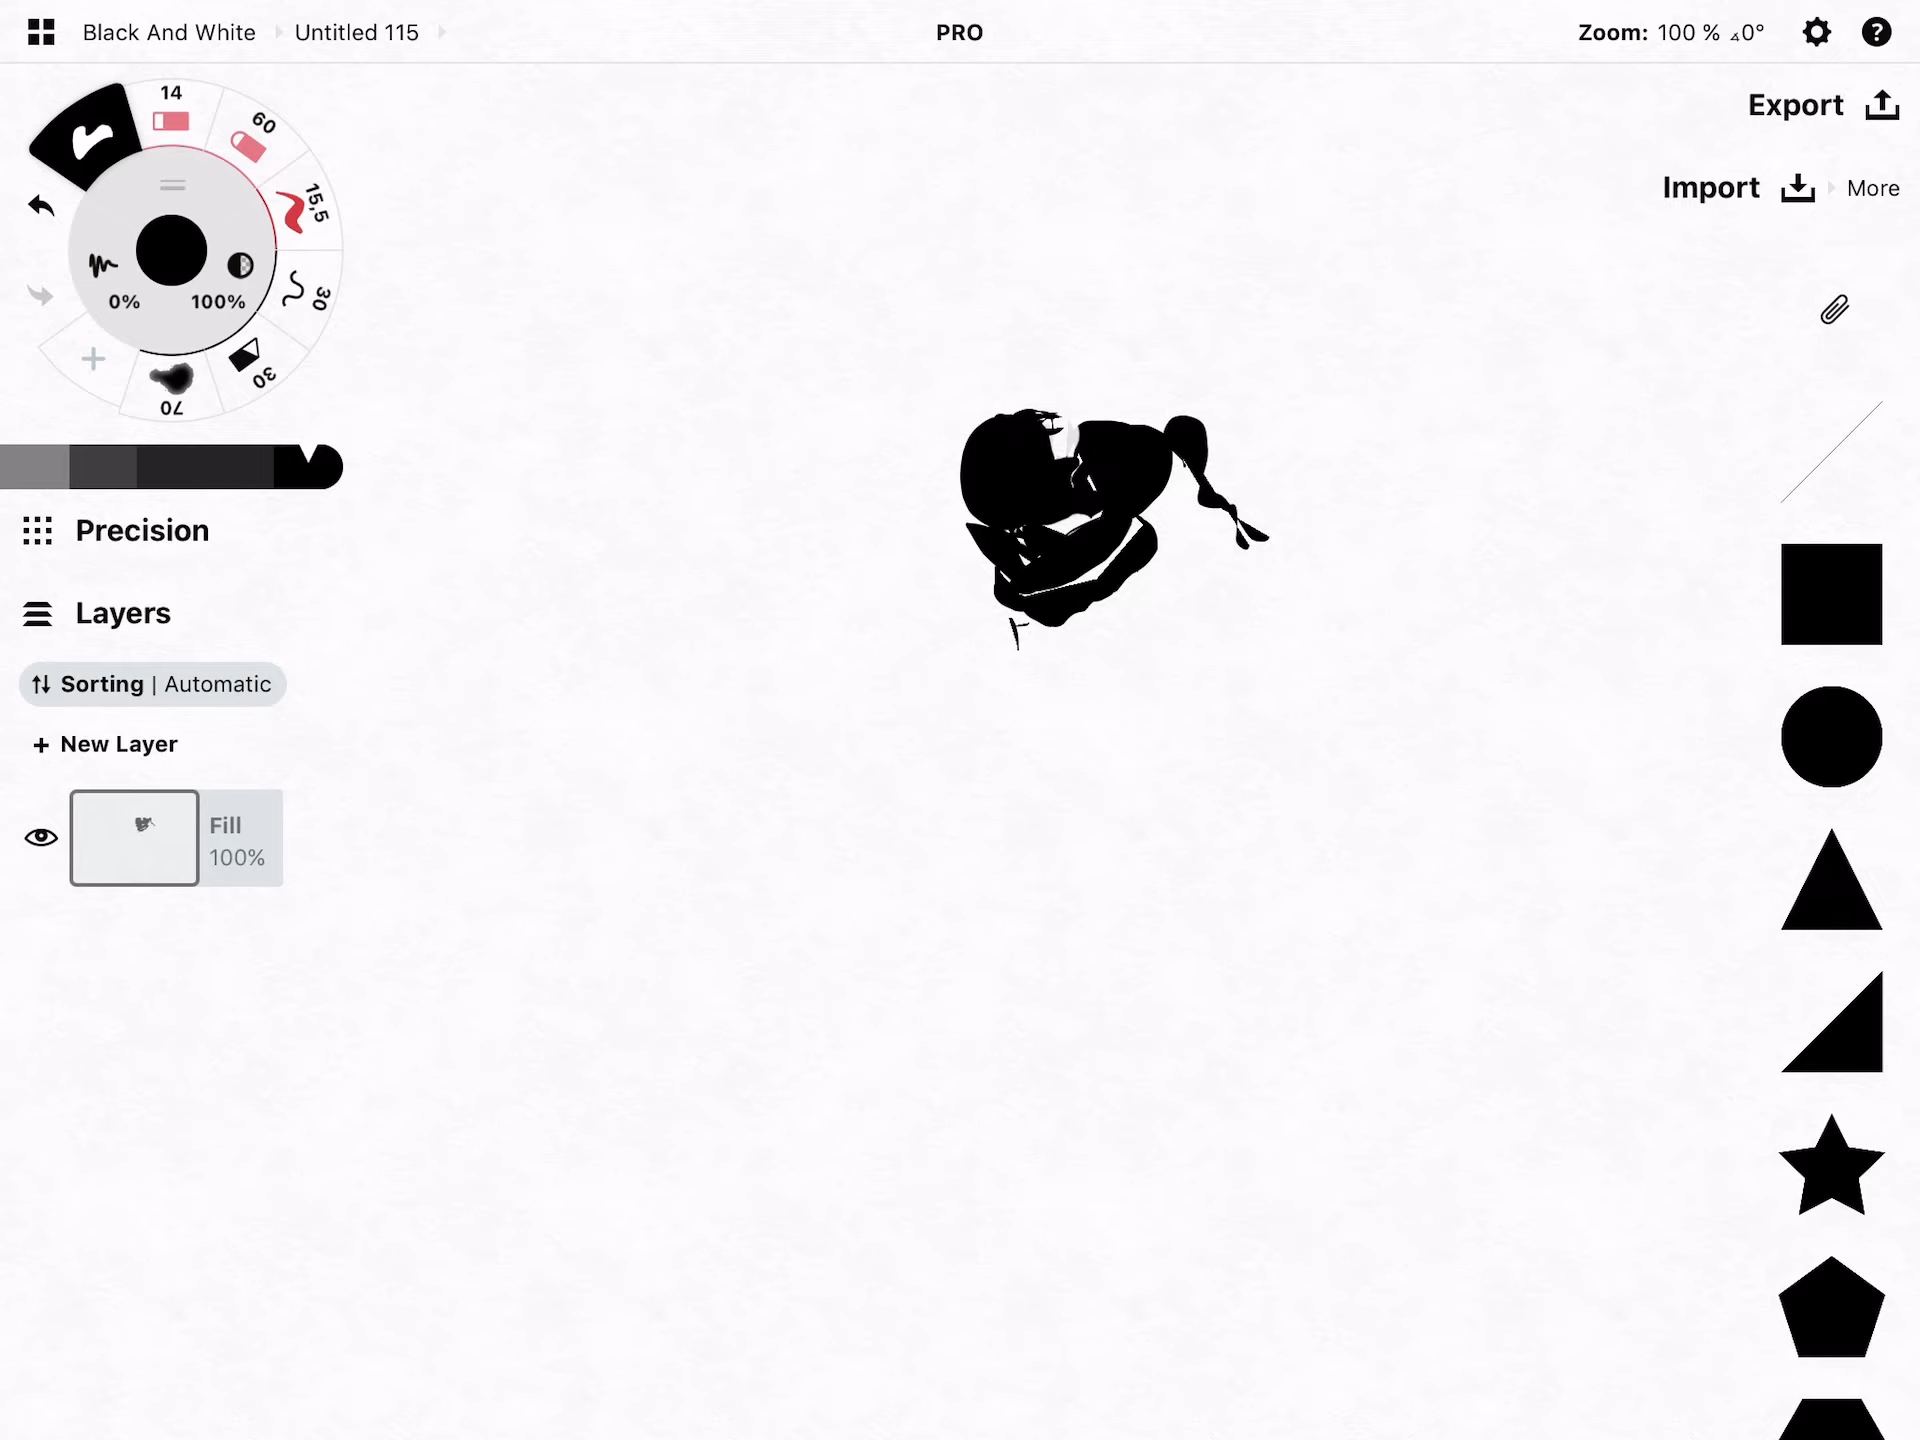 Black And White Untitled 115
PRO
Zoom: 100 % ⦟0°
Export
Import
More
14
60
15,5
30
30
70
0%
100%
Precision
Layers
Sorting | Automatic
+ New Layer
Fill
100%